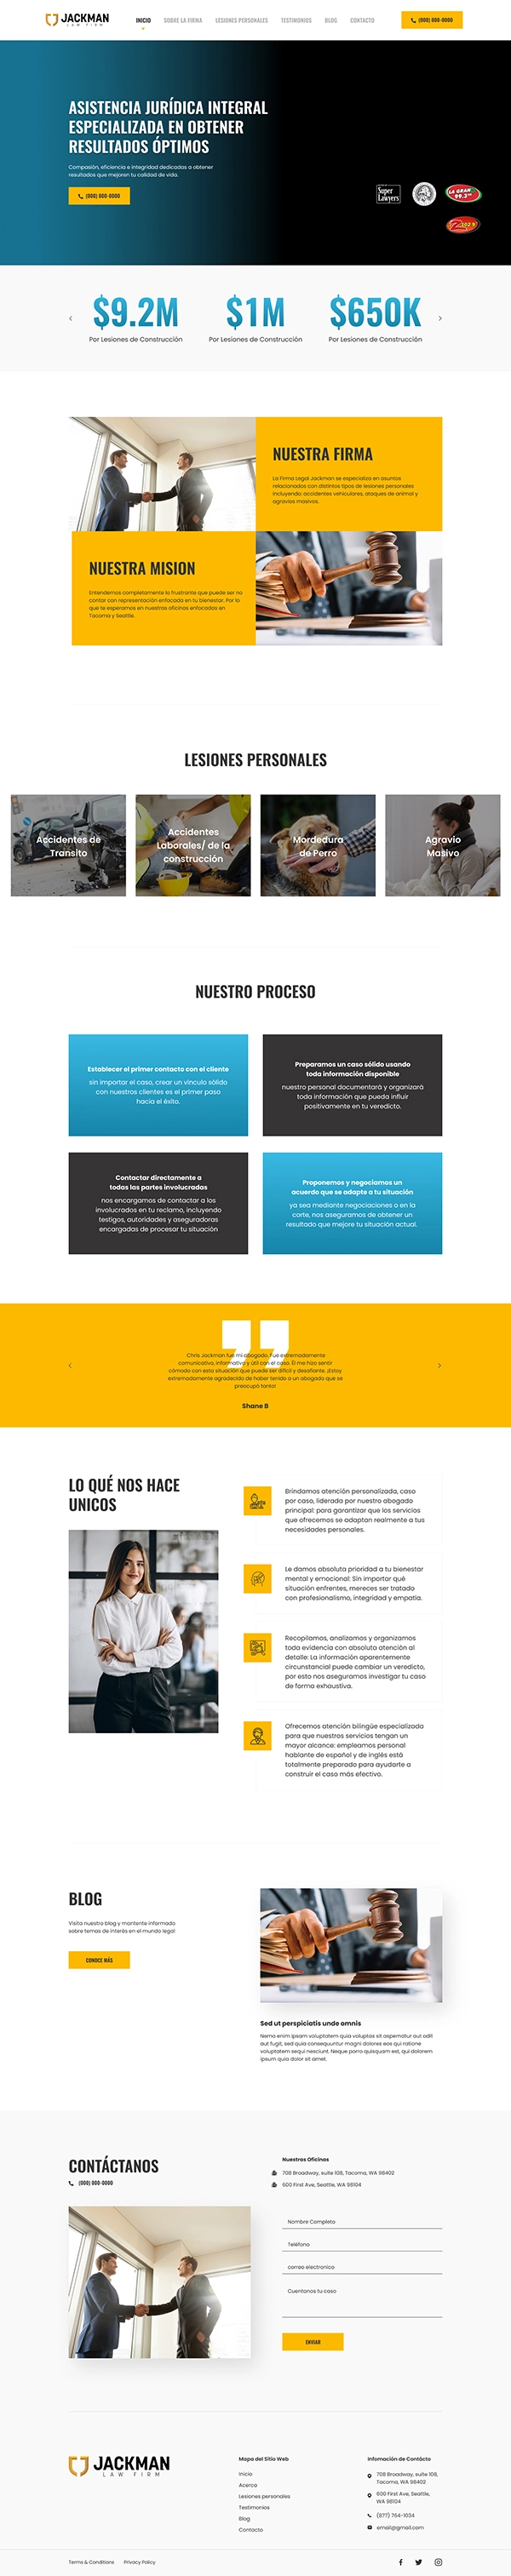 JACKMAN
LAW FIRM
INICIO
SOBRE LA FIRMA
LESIONES PERSONALES
TESTIMONIOS
BLOG
CONTACTO
(000) 000-0000
ASISTENCIA JURÍDICA INTEGRAL
ESPECIALIZADA EN OBTENER
RESULTADOS ÓPTIMOS
Compasión, eficiencia e integridad dedicadas a obtener
resultados que mejoren tu calidad de vida.
(000) 000-0000
Super
Lawyers
LA GRAN
99.3
102.9
$9.2M
$1M
$650K
Por Lesiones de Construcción
Por Lesiones de Construcción
Por Lesiones de Construcción
NUESTRA FIRMA
La Firma Legal Jackman se especializa en asuntos
relacionados con distintos tipos de lesiones personales
incluyendo: accidentes vehiculares, ataques de animal y
agravios masivos.
NUESTRA MISION
Entendemos completamente lo frustrante que puede ser no
contar con representación enfocada en tu bienestar. Por lo
que te esperamos en nuestras oficinas enfocadas en
Tacoma y Seattle.
LESIONES PERSONALES
Accidentes de
Transito
Accidentes
Laborales/ de la
construcción
Mordedura
de Perro
Agravio
Masivo
NUESTRO PROCESO
Establecer el primer contacto con el cliente
sin importar el caso, crear un vínculo sólido
con nuestros clientes es el primer paso
hacia el éxito.
Preparamos un caso sólido usando
toda información disponible
nuestro personal documentará y organizará
toda información que pueda influir
positivamente en tu veredicto.
Contactar directamente a
todas las partes involucradas
nos encargamos de contactar a los
involucrados en tu reclamo, incluyendo
testigos, autoridades y aseguradoras
encargadas de procesar tu situación
Proponemos y negociamos un
acuerdo que se adapte a tu situación
ya sea mediante negociaciones o en la
corte, nos aseguramos de obtener un
resultado que mejore tu situación actual.
Chris Jackman fue mi abogado. Fue extremadamente
comunicativo, informativo y útil con el caso. Él me hizo sentir
cómodo con esta situación que puede ser difícil y desafiante. ¡Estoy
extremadamente agradecido de haber tenido a un abogado que se
preocupó tanto!
Shane B
LO QUÉ NOS HACE
UNICOS
Brindamos atención personalizada, caso
por caso, liderada por nuestro abogado
principal: para garantizar que los servicios
que ofrecemos se adaptan realmente a tus
necesidades personales.
Le damos absoluta prioridad a tu bienestar
mental y emocional: Sin importar qué
situación enfrentes, mereces ser tratado
con profesionalismo, integridad y empatía.
Recopilamos, analizamos y organizamos
toda evidencia con absoluta atención al
detalle: La información aparentemente
circunstancial puede cambiar un veredicto,
por esto nos aseguramos investigar tu caso
de forma exhaustiva.
Ofrecemos atención bilingüe especializada
para que nuestros servicios tengan un
mayor alcance: empleamos personal
hablante de español y de inglés está
totalmente preparado para ayudarte a
construir el caso más efectivo.
BLOG
Visita nuestro blog y mantente informado
sobre temas de interés en el mundo legal
CONOCE MÁS
Sed ut perspiciatis unde omnis
Nemo enim ipsam voluptatem quia voluptas sit aspernatur aut odit
aut fugit, sed quia consequuntur magni dolores eos qui ratione
voluptatem sequi nesciunt. Neque porro quisquam est, qui dolorem
ipsum quia dolor sit amet.
CONTÁCTANOS
(000) 000-0000
Nuestras Oficinas
708 Broadway, suite 108, Tacoma, WA 98402
600 First Ave, Seattle, WA 98104
Nombre Completo
Teléfono
correo electronico
Cuentanos tu caso
ENVIAR
JACKMAN
LAW FIRM
Mapa del Sitio Web
Inicio
Acerca
Lesiones personales
Testimonios
Blog
Contacto
Infomación de Contácto
708 Broadway, suite 108,
Tacoma, WA 98402
600 First Ave, Seattle,
WA 98104
(877) 764-1034
email@gmail.com
Terms & Conditions
Privacy Policy